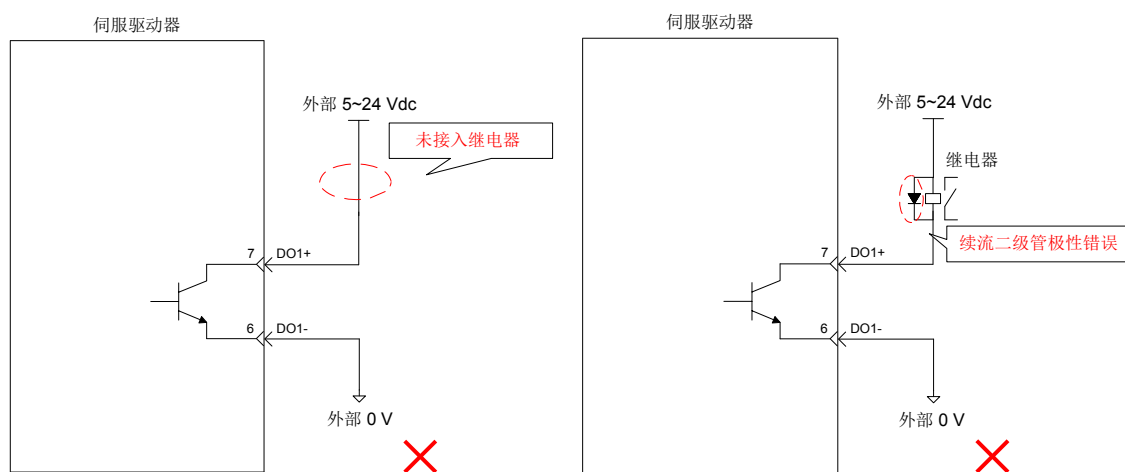 伺服驱动器
外部 5~24 Vdc
未接入继电器
7
DO1+
6
DO1-
外部 0 V
伺服驱动器
外部 5~24 Vdc
继电器
续流二级管极性错误
7
DO1+
6
DO1-
外部 0 V